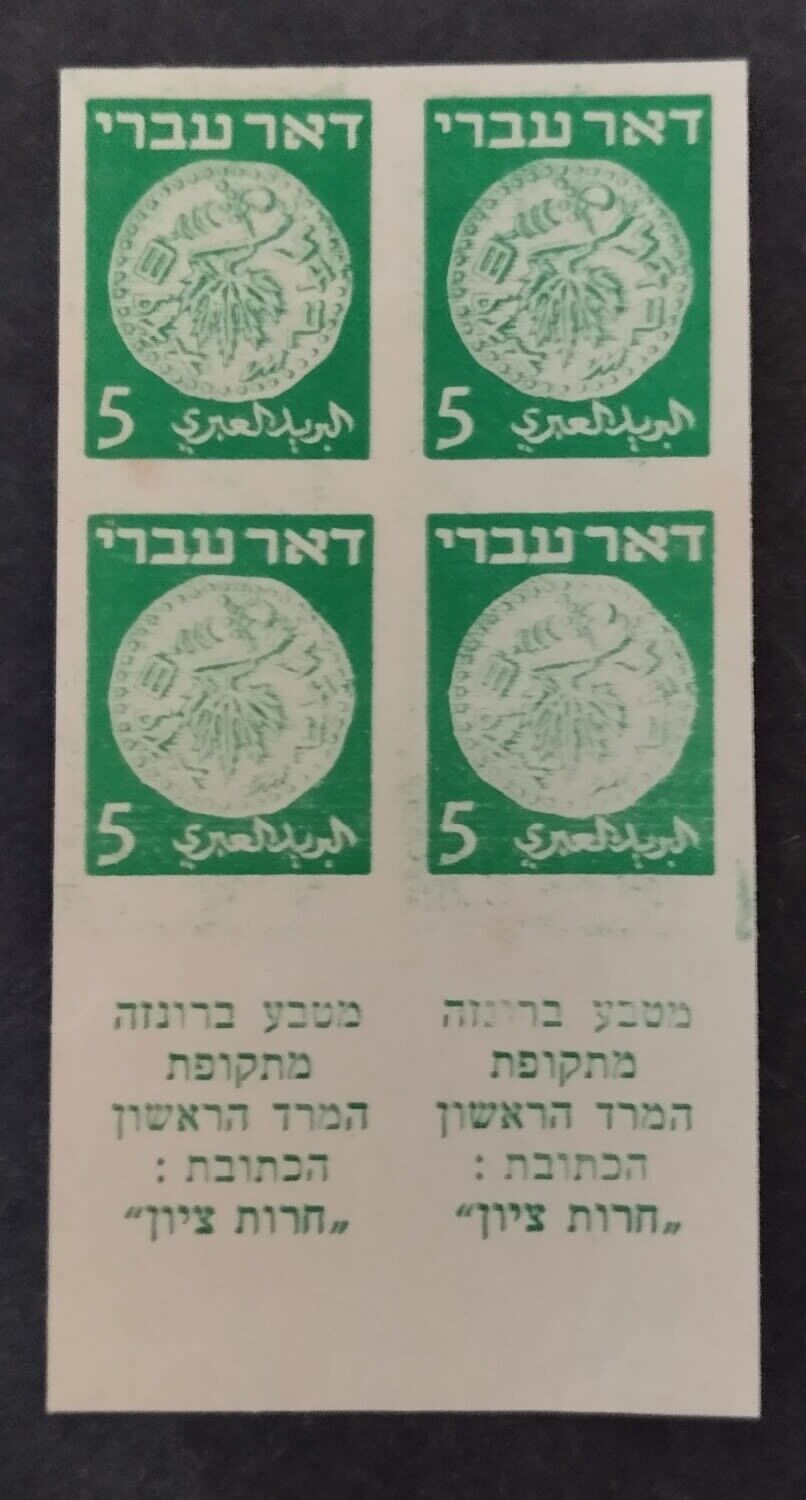 דאר עברי
5 البريد العبري
דאר עברי
5 البريد العبري
דאר עברי
5 البريد العبري
דאר עברי
5 البريد العبري
מטבע ברונזה
מתקופת
המרד הראשון
הכתובת :
„חרות ציון“
מטבע ברונזה
מתקופת
המרד הראשון
הכתובת :
„חרות ציון“